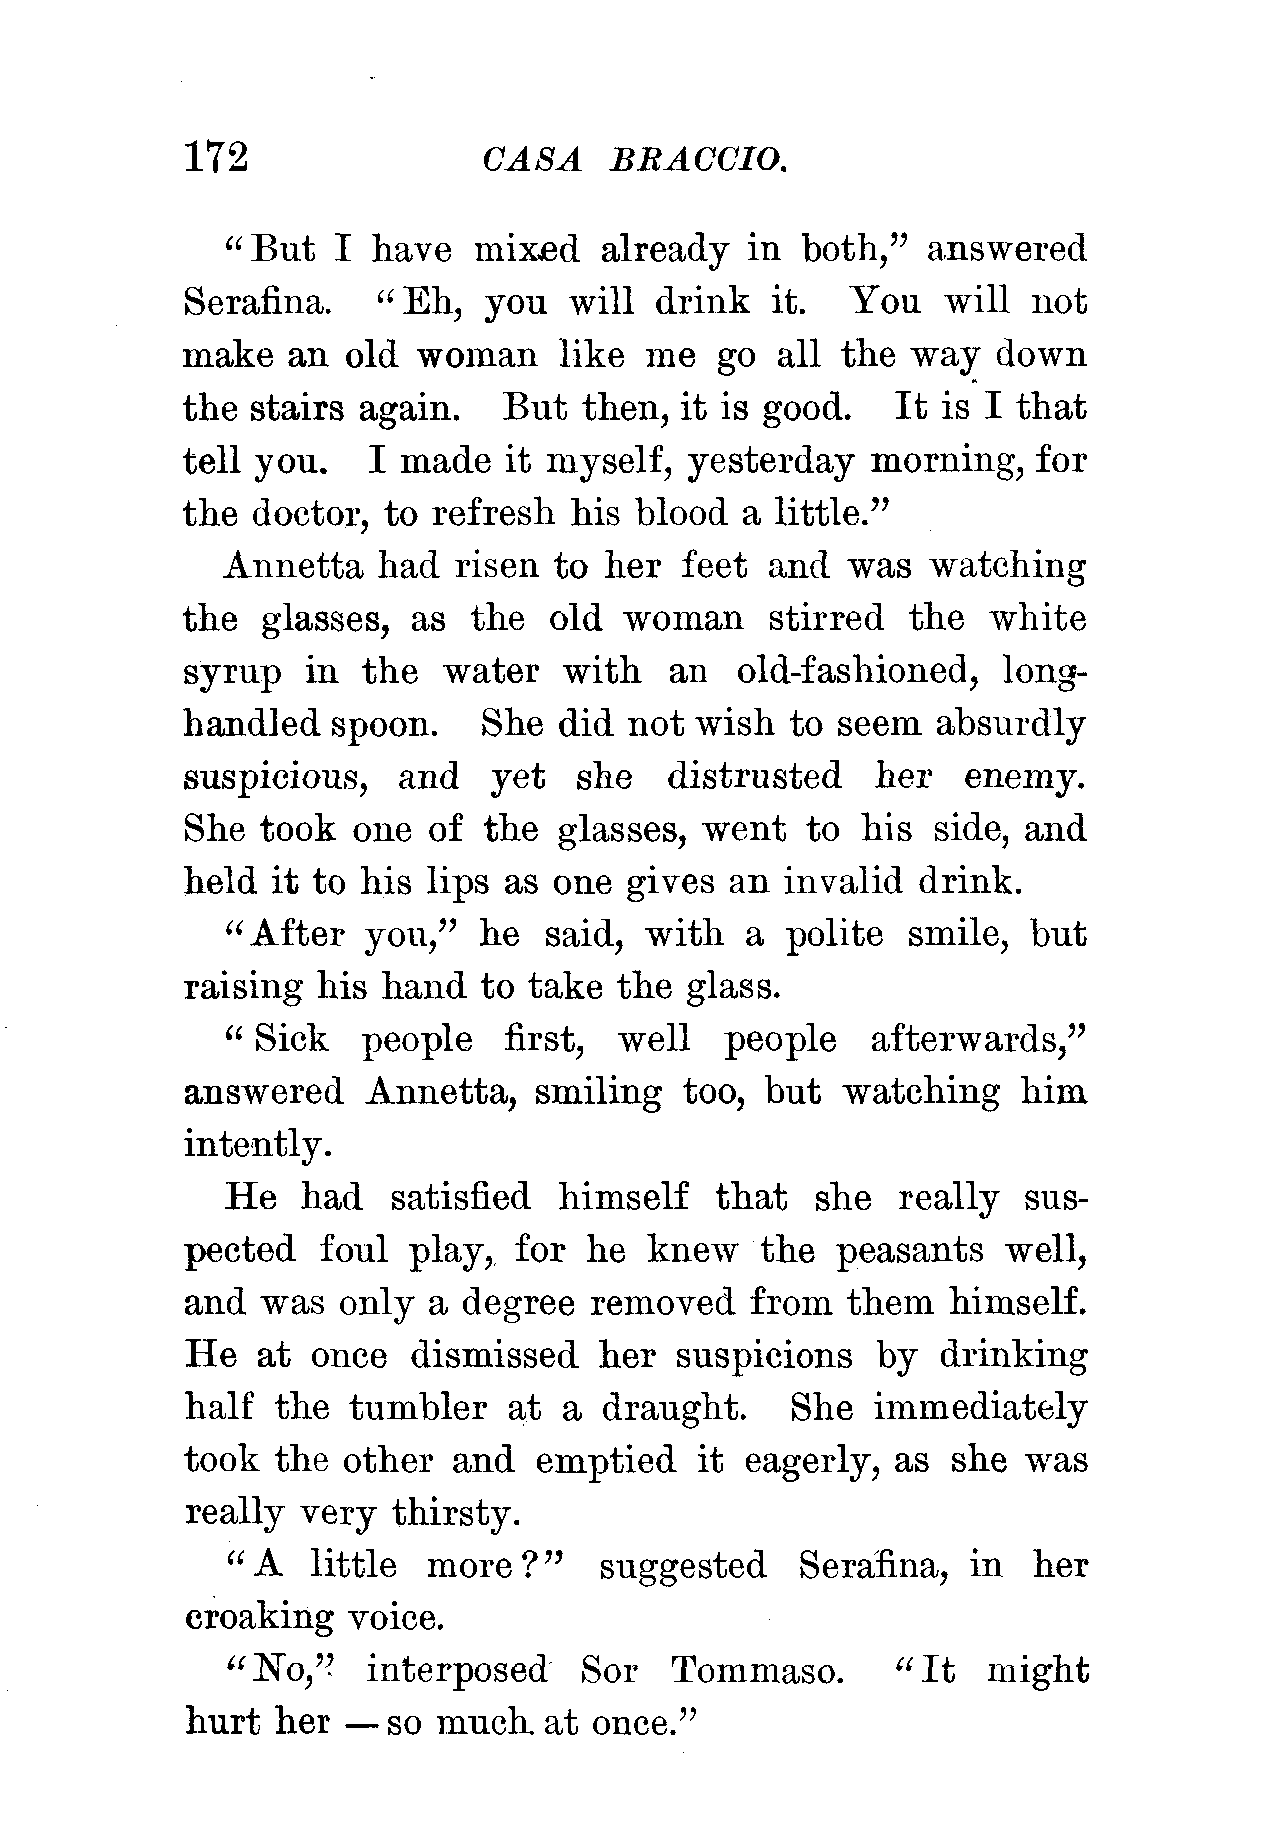 172 CASA BRACCIO.
“But I have mixed already in both,” answered
Serafina. “Eh, you will drink it. You will not
make an old woman like me go all the way down
the stairs again. But then, it is good. It is I that
tell you. I made it myself, yesterday morning, for
the doctor, to refresh his blood a little.”
Annetta had risen to her feet and was watching
the glasses, as the old woman stirred the white
syrup in the water with an old-fashioned, long-
handled spoon. She did not wish to seem absurdly
suspicious, and yet she distrusted her enemy.
She took one of the glasses, went to his side, and
held it to his lips as one gives an invalid drink.
“After you,” he said, with a polite smile, but
raising his hand to take the glass.
“Sick people first, well people afterwards,”
answered Annetta, smiling too, but watching him
intently.
He had satisfied himself that she really sus-
pected foul play, for he knew the peasants well,
and was only a degree removed from them himself.
He at once dismissed her suspicions by drinking
half the tumbler at a draught. She immediately
took the other and emptied it eagerly, as she was
really very thirsty.
“A little more?” suggested Serafina, in her
croaking voice.
“No,” interposed Sor Tommaso. “It might
hurt her — so much at once.”